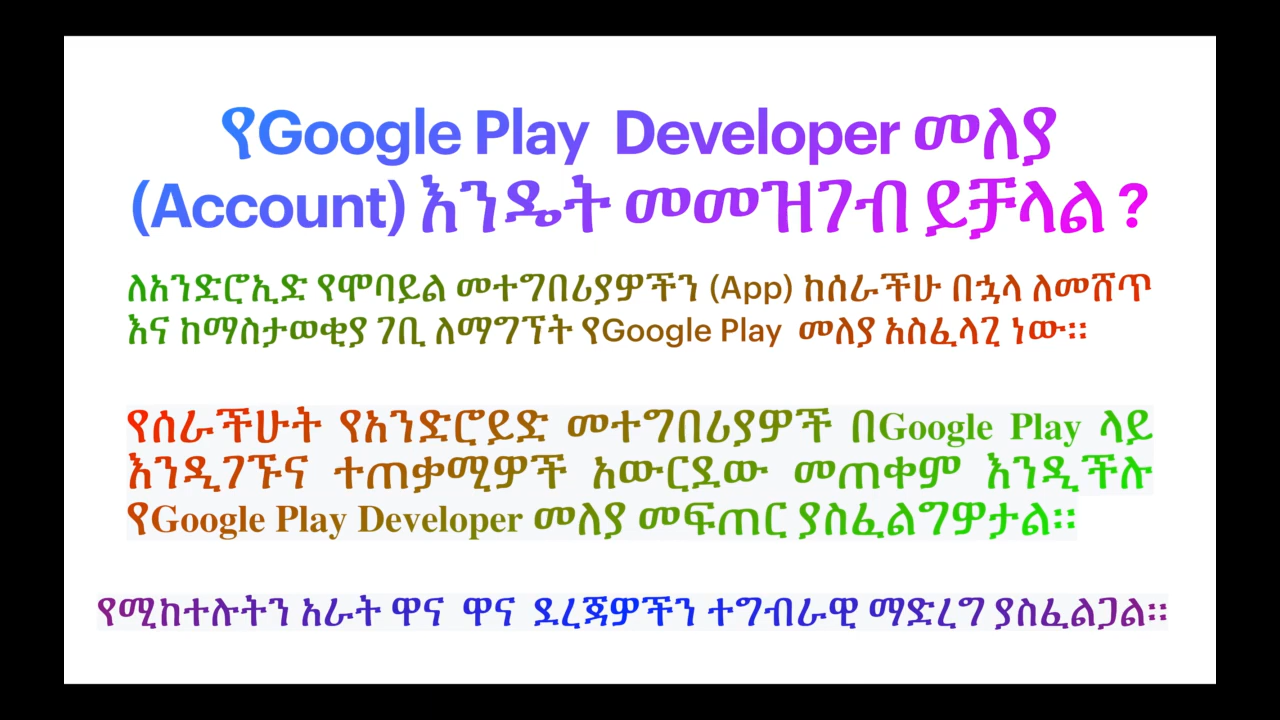 የGoogle Play Developer መለያ
(Account) እንዴት መመዝገብ ይቻላል ?
ለአንድሮኢድ የሞባይል መተግበሪያዎችን (App) ከሰራችሁ በኋላ ለመሸጥ
እና ከማስታወቂያ ገቢ ለማግኘት የGoogle Play መለያ አስፈላጊ ነው፡፡
የሰራችሁት የአንድሮይድ መተግበሪያዎች በGoogle Play ላይ
እንዲገኙና ተጠቃሚዎች አውርደው መጠቀም እንዲችሉ
የGoogle Play Developer መለያ መፍጠር ያስፈልግዎታል፡፡
የሚከተሉትን አራት ዋና ዋና ደረጃዎችን ተግብራዊ ማድረግ ያስፈልጋል፡፡